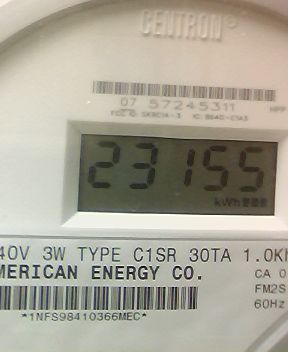 CENTRON®
07 57245311
23155
kWh
40V 3W TYPE C1SR 30TA 1.0Kh
MERICAN ENERGY CO.
CA 0
FM2S
60Hz
*1NFS98410366MEC*